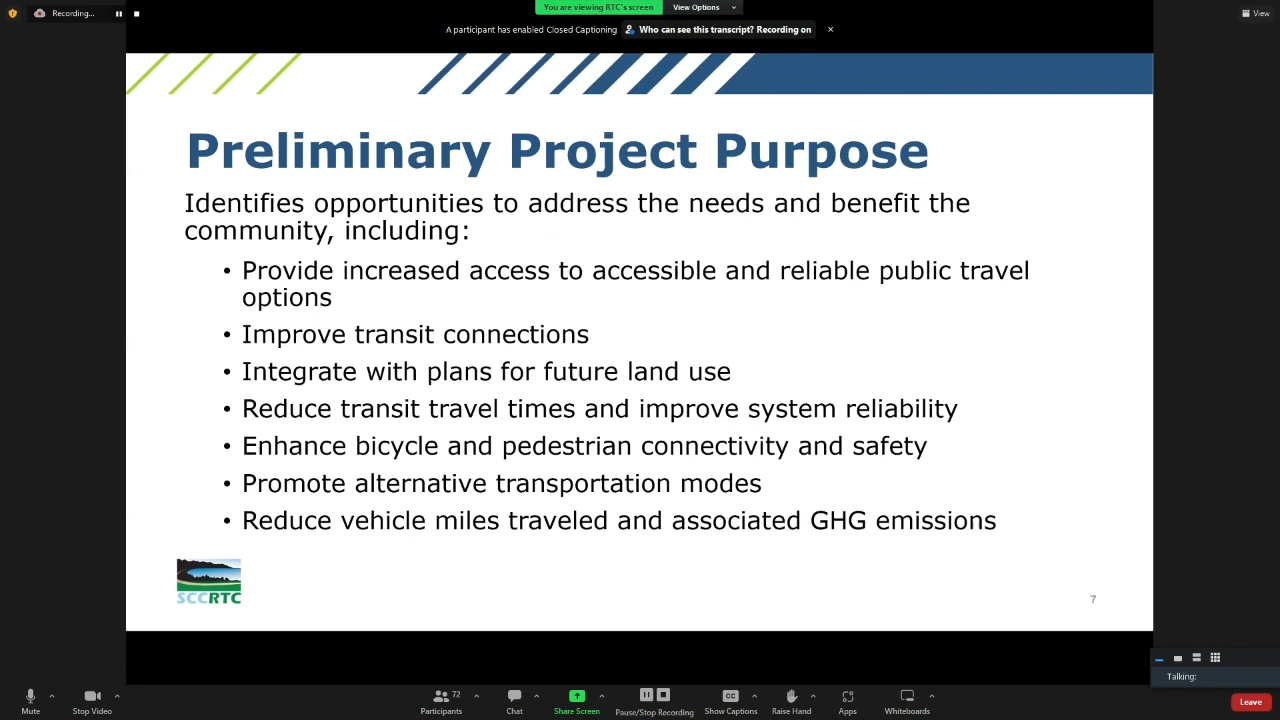 Recording...
You are viewing RTC's screen
View Options
View
A participant has enabled Closed Captioning
Who can see this transcript? Recording on
Preliminary Project Purpose
Identifies opportunities to address the needs and benefit the
community, including:
• Provide increased access to accessible and reliable public travel
options
• Improve transit connections
• Integrate with plans for future land use
• Reduce transit travel times and improve system reliability
• Enhance bicycle and pedestrian connectivity and safety
• Promote alternative transportation modes
• Reduce vehicle miles traveled and associated GHG emissions
SCCRTC
7
Talking:
Mute
Stop Video
72
Participants
Chat
Share Screen
Pause/Stop Recording
CC
Show Captions
Raise Hand
Apps
Whiteboards
Leave